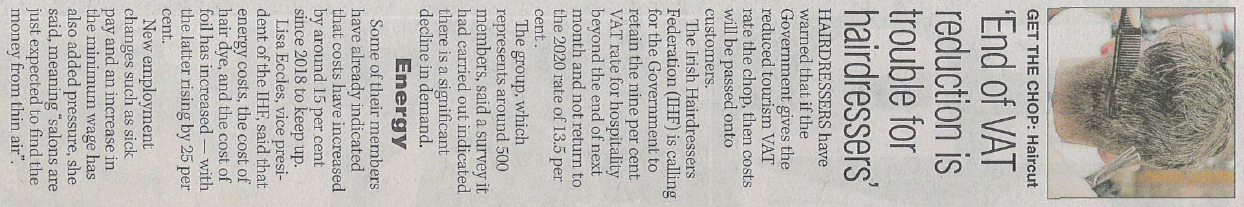 GET THE CHOP: Haircut
‘End of VAT
reduction is
trouble for
hairdressers’
HAIRDRESSERS have
warned that if the
Government gives the
reduced tourism VAT
rate the chop, then costs
will be passed onto
customers.
The Irish Hairdressers
Federation (IHF) is calling
for the Government to
retain the nine per cent
VAT rate for hospitality
beyond the end of next
month and not return to
the 2020 rate of 13.5 per
cent .
The group, which
represents around 500
members, said a survey it
had carried out indicated
there is a significant
decline in demand.
Energy
Some of their members
have already indicated
that costs have increased
by around 15 per cent
since 2018 to keep up.
Lisa Eccles, vice presi-
dent of the IHF, said that
energy costs, the cost of
hair dye, and the cost of
foil has increased — with
the latter rising by 25 per
cent.
New employment
changes such as sick
pay and an increase in
the minimum wage has
also added pressure, she
said, meaning “salons are
just expected to find the
money from thin air”.